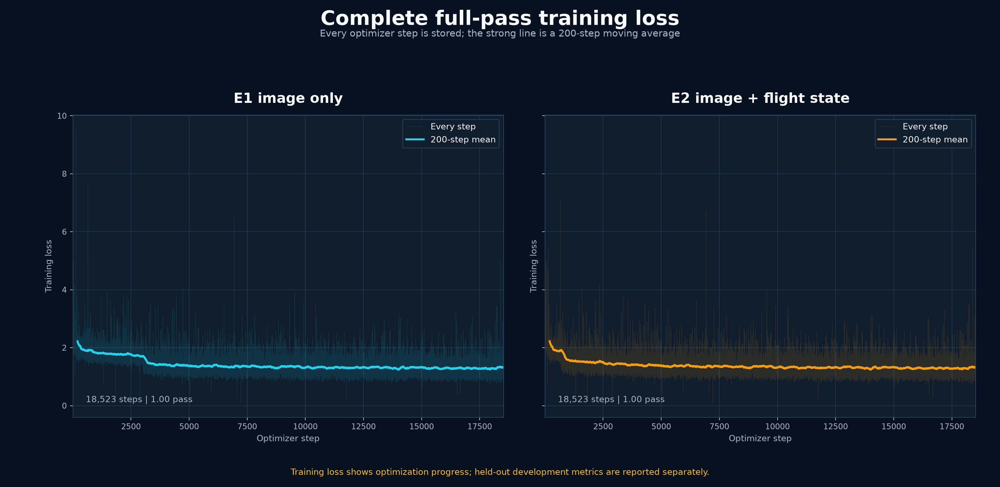 Complete full-pass training loss
Every optimizer step is stored; the strong line is a 200-step moving average
E1 image only
Training loss
10
8
6
4
2
0
Every step
200-step mean
18,523 steps | 1.00 pass
2500
5000
7500
10000
12500
15000
17500
Optimizer step
E2 image + flight state
Training loss
Every step
200-step mean
18,523 steps | 1.00 pass
2500
5000
7500
10000
12500
15000
17500
Optimizer step
Training loss shows optimization progress; held-out development metrics are reported separately.